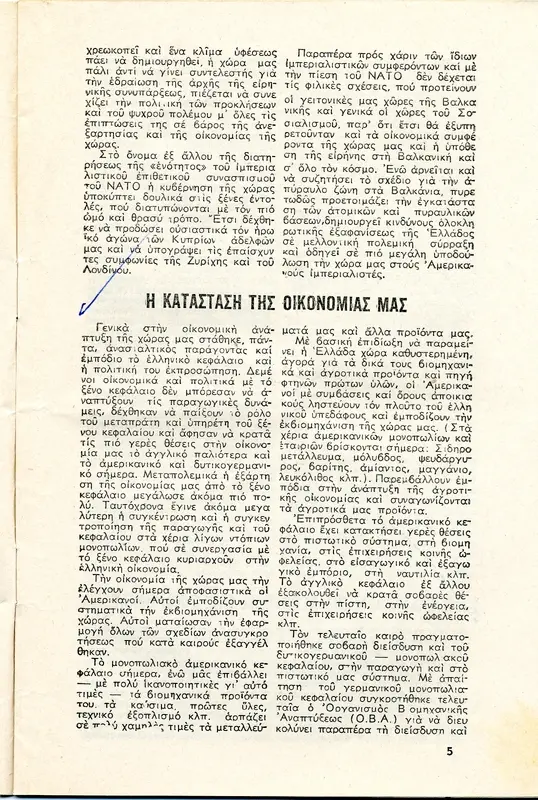 χρεωκοπεῖ καὶ ἕνα κλῖμα ὑφέσεως
πάει νὰ δημιουργηθεῖ, ἡ χώρα μας
πάλι ἀντὶ νὰ γίνει συντελεστὴς γιὰ
τὴν ἑδραίωση τῆς ἀρχῆς τῆς εἰρη-
νικῆς συνυπάρξεως, πιέζεται νὰ συνε
χίζει τὴν πολιτικὴ τῶν προκλήσεων
καὶ τοῦ ψυχροῦ πολέμου μ' ὅλες τὶς
ἐπιπτώσεις της σὲ βάρος τῆς ἀνε-
ξαρτησίας καὶ τῆς οἰκονομίας τῆς
χώρας.
Στὸ ὄνομα ἐξ ἄλλου τῆς διατη-
ρήσεως τῆς «ἑνότητος» τοῦ ἰμπερια
λιστικοῦ ἐπιθετικοῦ συνασπισμοῦ
τοῦ ΝΑΤΟ ἡ κυβέρνηση τῆς χώρας
ὑποκύπτει δουλικὰ στὶς ξένες ἐντο-
λές, ποὺ διατυπώνονται μὲ τὸν πιὸ
ὠμὸ καὶ θρασὺ τρόπο. Ἔτσι δέχθη-
κε νὰ προδώσει οὐσιαστικὰ τὸν ἡρω
ϊκὸ ἀγώνα τῶν Κυπρίων ἀδελφῶν
μας καὶ νὰ ὑπογράψει τὶς ἐπαίσχυν
τες συμφωνίες τῆς Ζυρίχης καὶ τοῦ
Λονδίνου.
Παραπέρα πρὸς χάριν τῶν ἴδιων
ἰμπεριαλιστικῶν συμφερόντων καὶ μὲ
τὴν πίεση τοῦ ΝΑΤΟ δὲν δέχεται
τὶς φιλικὲς σχέσεις, ποὺ προτείνουν
οἱ γειτονικές μας χῶρες τῆς Βαλκα
νικῆς καὶ γενικὰ οἱ χῶρες τοῦ Σο-
σιαλισμοῦ, παρ' ὅτι ἔτσι θὰ ἐξυπη
ρετοῦνταν καὶ τὰ οἰκονομικὰ συμφέ
ροντα τῆς χώρας μας καὶ ἡ ὑπόθε
ση τῆς εἰρήνης στὴ Βαλκανικὴ καὶ
σ' ὅλο τὸν κόσμο. Ἐνῶ ἀρνεῖται καὶ
νὰ συζητήσει τὸ σχέδιο γιὰ τὴν ἀ-
πύραυλο ζώνη στὰ Βαλκάνια, πυρε
τωδῶς προετοιμάζει τὴν ἐγκατάστα
ση τῶν ἀτομικῶν καὶ πυραυλικῶν
βάσεων, δημιουργεῖ κινδύνους ὁλοκλη
ρωτικῆς ἐξαφανίσεως τῆς Ἑλλάδος
σὲ μελλοντικὴ πολεμικὴ σύρραξη
καὶ ὁδηγεῖ σὲ πιὸ μεγάλη ὑποδού-
λωση τὴν χώρα μας στοὺς Ἀμερικα-
νοὺς ἰμπεριαλιστές.
Η ΚΑΤΑΣΤΑΣΗ ΤΗΣ ΟΙΚΟΝΟΜΙΑΣ ΜΑΣ
Γενικὰ στὴν οἰκονομικὴ ἀνά-
πτυξη τῆς χώρας μας στάθηκε, πάν-
τα, ἀνασταλτικὸς παράγοντας καὶ
ἐμπόδιο τὸ ἑλληνικὸ κεφάλαιο καὶ
ἡ πολιτική του ἐκπροσώπηση. Δεμέ
νοι οἰκονομικὰ καὶ πολιτικὰ μὲ τὸ
ξένο κεφάλαιο δὲν μπόρεσαν νὰ ἀ-
ναπτύξουν τὶς παραγωγικὲς δυνά-
μεις, δέχθηκαν νὰ παίξουν τὸ ρόλο
τοῦ μεταπράτη καὶ ὑπηρέτη τοῦ ξέ-
νου κεφαλαίου καὶ ἄφησαν νὰ κρατᾶ
τὶς πιὸ γερὲς θέσεις στὴν οἰκονο-
μία μας τὸ ἀγγλικὸ παλιότερα καὶ
τὸ ἀμερικανικὸ καὶ δυτικογερμανι-
κὸ σήμερα. Μεταπολεμικὰ ἡ ἐξάρτη
ση τῆς οἰκονομίας μας ἀπὸ τὸ ξένο
κεφάλαιο μεγάλωσε ἀκόμα πιὸ πο-
λύ. Ταυτόχρονα ἔγινε ἀκόμα μεγα
λύτερη ἡ συγκέντρωση καὶ ἡ συγκεν
τροποίηση τῆς παραγωγῆς καὶ τοῦ
κεφαλαίου στὰ χέρια λίγων ντόπιων
μονοπωλίων, ποὺ σὲ συνεργασία μὲ
τὸ ξένο κεφάλαιο κυριαρχοῦν στὴν
ἑλληνικὴ οἰκονομία.
Τὴν οἰκονομία τῆς χώρας μας τὴν
ἐλέγχουν σήμερα ἀποφασιστικὰ οἱ
Ἀμερικανοί. Αὐτοὶ ἐμποδίζουν συ-
στηματικὰ τὴν ἐκβιομηχάνιση τῆς
χώρας. Αὐτοὶ ματαίωσαν τὴν ἐφαρ-
μογὴ ὅλων τῶν σχεδίων ἀνασυγκρο
τήσεως ποὺ κατὰ καιροὺς ἐξαγγέλ
θηκαν.
Τὸ μονοπωλιακὸ ἀμερικανικὸ κε-
φάλαιο σήμερα, ἐνῶ μᾶς ἐπιβάλλει
— μὲ πολὺ ἱκανοποιητικὲς γι' αὐτὸ
τιμὲς — τὰ βιομηχανικὰ προϊόντα
του, τὰ καύσιμα, πρῶτες ὕλες,
τεχνικὸ ἐξοπλισμὸ κλπ. ἁρπάζει
σὲ πολὺ χαμηλὲς τιμὲς τὰ μεταλλεύ-
ματά μας καὶ ἄλλα προϊόντα μας.
Μὲ βασικὴ ἐπιδίωξη νὰ παραμεί-
νει ἡ Ἑλλάδα χώρα καθυστερημένη,
ἀγορὰ γιὰ τὰ δικά τους βιομηχανι-
κὰ καὶ ἀγροτικὰ προϊόντα καὶ πηγὴ
φτηνῶν πρώτων ὑλῶν, οἱ Ἀμερικα-
νοὶ μὲ συμβάσεις καὶ ὅρους ἀποικια
κοὺς ληστεύουν τὸν πλοῦτο τοῦ ἑλλη
νικοῦ ὑπεδάφους καὶ ἐμποδίζουν τὴν
ἐκβιομηχάνιση τῆς χώρας μας. (Στὰ
χέρια ἀμερικανικῶν μονοπωλίων καὶ
ἑταιριῶν βρίσκονται σήμερα: Σιδηρο
μετάλλευμα, μόλυβδος, ψευδάργυ-
ρος, βαρίτης, ἀμίαντος, μαγγάνιο,
λευκόλιθος κλπ.). Παρεμβάλλουν ἐμ-
πόδια στὴν ἀνάπτυξη τῆς ἀγροτι-
κῆς οἰκονομίας καὶ συναγωνίζονται
τὰ ἀγροτικά μας προϊόντα.
Ἐπιπρόσθετα τὸ ἀμερικανικὸ κε-
φάλαιο ἔχει κατακτήσει γερὲς θέσεις
στὸ πιστωτικὸ σύστημα, στὴ βιομη
χανία, στὶς ἐπιχειρήσεις κοινῆς ὠ-
φελείας, στὸ εἰσαγωγικὸ καὶ ἐξαγω
γικὸ ἐμπόριο, στὴ ναυτιλία κλπ.
Τὸ ἀγγλικὸ κεφάλαιο ἐξ ἄλλου
ἐξακολουθεῖ νὰ κρατᾶ σοβαρὲς θέ-
σεις στὴν πίστη, στὴν ἐνέργεια,
στὶς ἐπιχειρήσεις κοινῆς ὠφελείας
κλπ.
Τὸν τελευταῖο καιρὸ πραγματο-
ποιήθηκε σοβαρὴ διείσδυση καὶ τοῦ
δυτικογερμανικοῦ — μονοπωλιακοῦ
κεφαλαίου, στὴν παραγωγὴ καὶ στὸ
πιστωτικό μας σύστημα. Μὲ ἀπαί-
τηση τοῦ γερμανικοῦ μονοπωλια-
κοῦ κεφαλαίου συγκροτήθηκε τελευ-
ταῖα ὁ Ὀργανισμὸς Βιομηχανικῆς
Ἀναπτύξεως (Ο.Β.Α.) γιὰ νὰ διευ
κολύνει παραπέρα τὴ διείσδυση καὶ
5